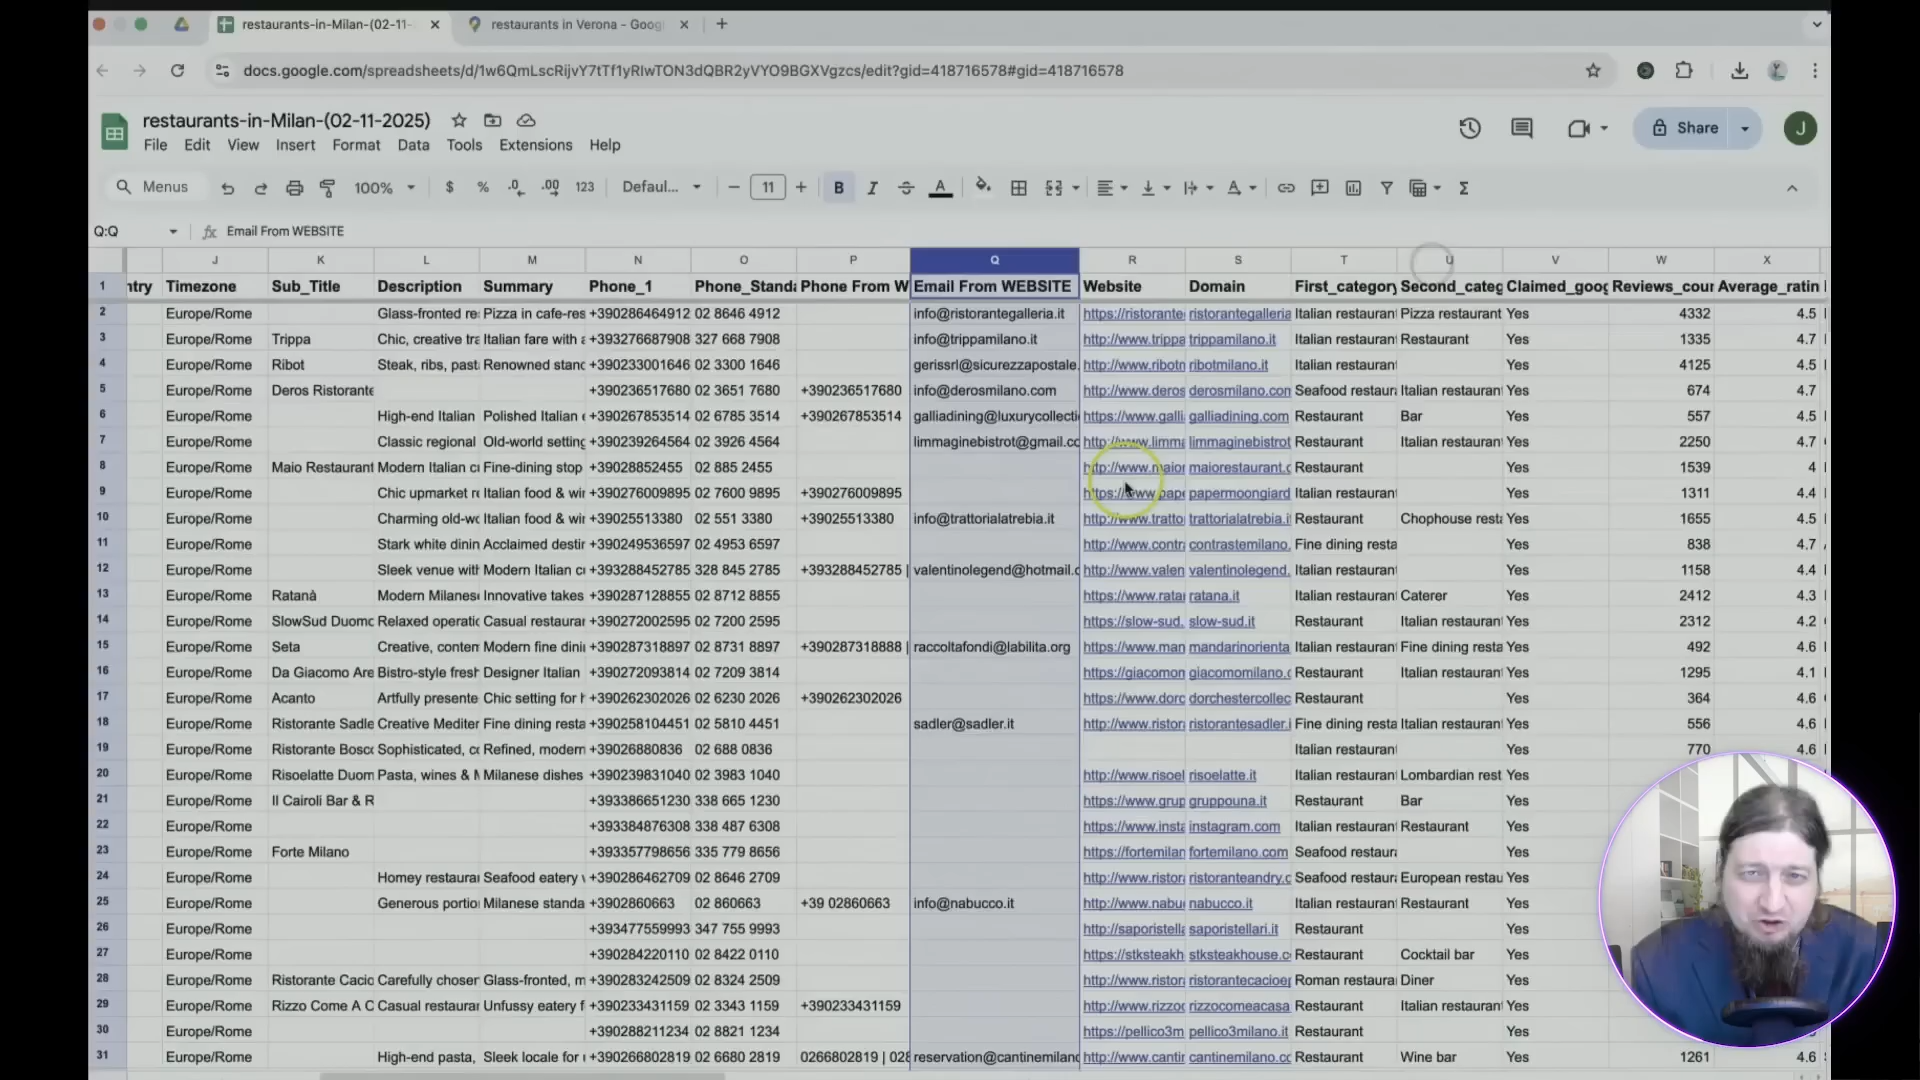 restaurants-in-Milan-(02-11-
restaurants in Verona - Goog
docs.google.com/spreadsheets/d/1w6QmLscRijvY7tTf1yRIwTON3dQBR2yVYO9BGXVgzcs/edit?gid=418716578#gid=418716578
restaurants-in-Milan-(02-11-2025)
File Edit View Insert Format Data Tools Extensions Help
Share J
Menus 100% $ % .0 .00 123 Defaul... − 11 + B I A Σ
Q:Q fx Email From WEBSITE
J K L M N O P Q R S T U V W X
1 ntry Timezone Sub_Title Description Summary Phone_1 Phone_Standa Phone From W Email From WEBSITE Website Domain First_category Second_categ Claimed_goog Reviews_cour Average_ratin
2 Europe/Rome Glass-fronted re Pizza in cafe-res +390286464912 02 8646 4912 info@ristorantegalleria.it https://ristorante ristorantegalleria Italian restaurant Pizza restaurant Yes 4332 4.5
3 Europe/Rome Trippa Chic, creative tra Italian fare with a +393276687908 327 668 7908 info@trippamilano.it http://www.trippa trippamilano.it Italian restaurant Restaurant Yes 1335 4.7
4 Europe/Rome Ribot Steak, ribs, past Renowned stand +390233001646 02 3300 1646 gerissrl@sicurezzapostale. http://www.ribotn ribotmilano.it Italian restaurant Yes 4125 4.5
5 Europe/Rome Deros Ristorante +390236517680 02 3651 7680 +390236517680 info@derosmilano.com http://www.deros derosmilano.com Seafood restaura Italian restaurant Yes 674 4.7
6 Europe/Rome High-end Italian Polished Italian e +390267853514 02 6785 3514 +390267853514 galliadining@luxurycollecti https://www.galli galliadining.com Restaurant Bar Yes 557 4.5
7 Europe/Rome Classic regional Old-world setting +390239264564 02 3926 4564 limmaginebistrot@gmail.co http://www.limma limmaginebistrot Restaurant Italian restaurant Yes 2250 4.7
8 Europe/Rome Maio Restaurant Modern Italian cu Fine-dining stop +39028852455 02 885 2455 http://www.maior maiorestaurant.c Restaurant Yes 1539 4
9 Europe/Rome Chic upmarket re Italian food & wir +390276009895 02 7600 9895 +390276009895 https://www.pape papermoongiard Italian restaurant Yes 1311 4.4
10 Europe/Rome Charming old-wo Italian food & wir +39025513380 02 551 3380 +39025513380 info@trattorialatrebia.it http://www.tratto trattorialatrebia.i Restaurant Chophouse resta Yes 1655 4.5
11 Europe/Rome Stark white dinin Acclaimed destir +390249536597 02 4953 6597 http://www.contr contrastemilano. Fine dining resta Yes 838 4.7
12 Europe/Rome Sleek venue with Modern Italian cu +393288452785 328 845 2785 +393288452785 | valentinolegend@hotmail.c http://www.valen valentinolegend. Italian restaurant Yes 1158 4.4
13 Europe/Rome Ratanà Modern Milanes Innovative takes +390287128855 02 8712 8855 https://www.rata ratana.it Italian restaurant Caterer Yes 2412 4.3
14 Europe/Rome SlowSud Duomo Relaxed operatio Casual restaurar +390272002595 02 7200 2595 https://slow-sud. slow-sud.it Restaurant Italian restaurant Yes 2312 4.2
15 Europe/Rome Seta Creative, conten Modern fine dinin +390287318897 02 8731 8897 +390287318888 | raccoltafondi@labilita.org https://www.man mandarinorienta Italian restaurant Fine dining resta Yes 492 4.6
16 Europe/Rome Da Giacomo Are Bistro-style fresh Designer Italian +390272093814 02 7209 3814 https://giacomon giacomomilano.c Restaurant Italian restaurant Yes 1295 4.1
17 Europe/Rome Acanto Artfully presente Chic setting for h +390262302026 02 6230 2026 +390262302026 https://www.dorc dorchestercollec Restaurant Yes 364 4.6
18 Europe/Rome Ristorante Sadle Creative Mediter Fine dining resta +390258104451 02 5810 4451 sadler@sadler.it http://www.ristor ristorantesadler.i Fine dining resta Italian restaurant Yes 556 4.6
19 Europe/Rome Ristorante Bosco Sophisticated, cc Refined, modern +39026880836 02 688 0836 Italian restaurant Yes 770 4.6
20 Europe/Rome Risoelatte Duom Pasta, wines & M Milanese dishes +390239831040 02 3983 1040 http://www.risoel risoelatte.it Italian restaurant Lombardian rest Yes
21 Europe/Rome Il Cairoli Bar & R +393386651230 338 665 1230 https://www.grup gruppouna.it Restaurant Bar Yes
22 Europe/Rome +393384876308 338 487 6308 https://www.insta instagram.com Italian restaurant Restaurant Yes
23 Europe/Rome Forte Milano +393357798656 335 779 8656 https://fortemilan fortemilano.com Seafood restaura Yes
24 Europe/Rome Homey restaurar Seafood eatery w +390286462709 02 8646 2709 http://www.ristor ristoranteandry.c Seafood restaura European restau Yes
25 Europe/Rome Generous portio Milanese standa +3902860663 02 860663 +39 02860663 info@nabucco.it http://www.nabu nabucco.it Italian restaurant Restaurant Yes
26 Europe/Rome +393477559993 347 755 9993 http://saporistella saporistellari.it Restaurant Yes
27 Europe/Rome +390284220110 02 8422 0110 https://stksteakh stksteakhouse.c Restaurant Cocktail bar Yes
28 Europe/Rome Ristorante Cacio Carefully choser Glass-fronted, m +390283242509 02 8324 2509 http://www.ristor ristorantecacioep Roman restauran Diner Yes
29 Europe/Rome Rizzo Come A C Casual restaurar Unfussy eatery f +390233431159 02 3343 1159 +390233431159 http://www.rizzo rizzocomeacasa Restaurant Italian restaurant Yes
30 Europe/Rome +390288211234 02 8821 1234 https://pellico3m pellico3milano.it Restaurant Yes
31 Europe/Rome High-end pasta, Sleek locale for +390266802819 02 6680 2819 0266802819 | 028 reservation@cantinemilano http://www.cantir cantinemilano.co Restaurant Wine bar Yes 1261 4.6